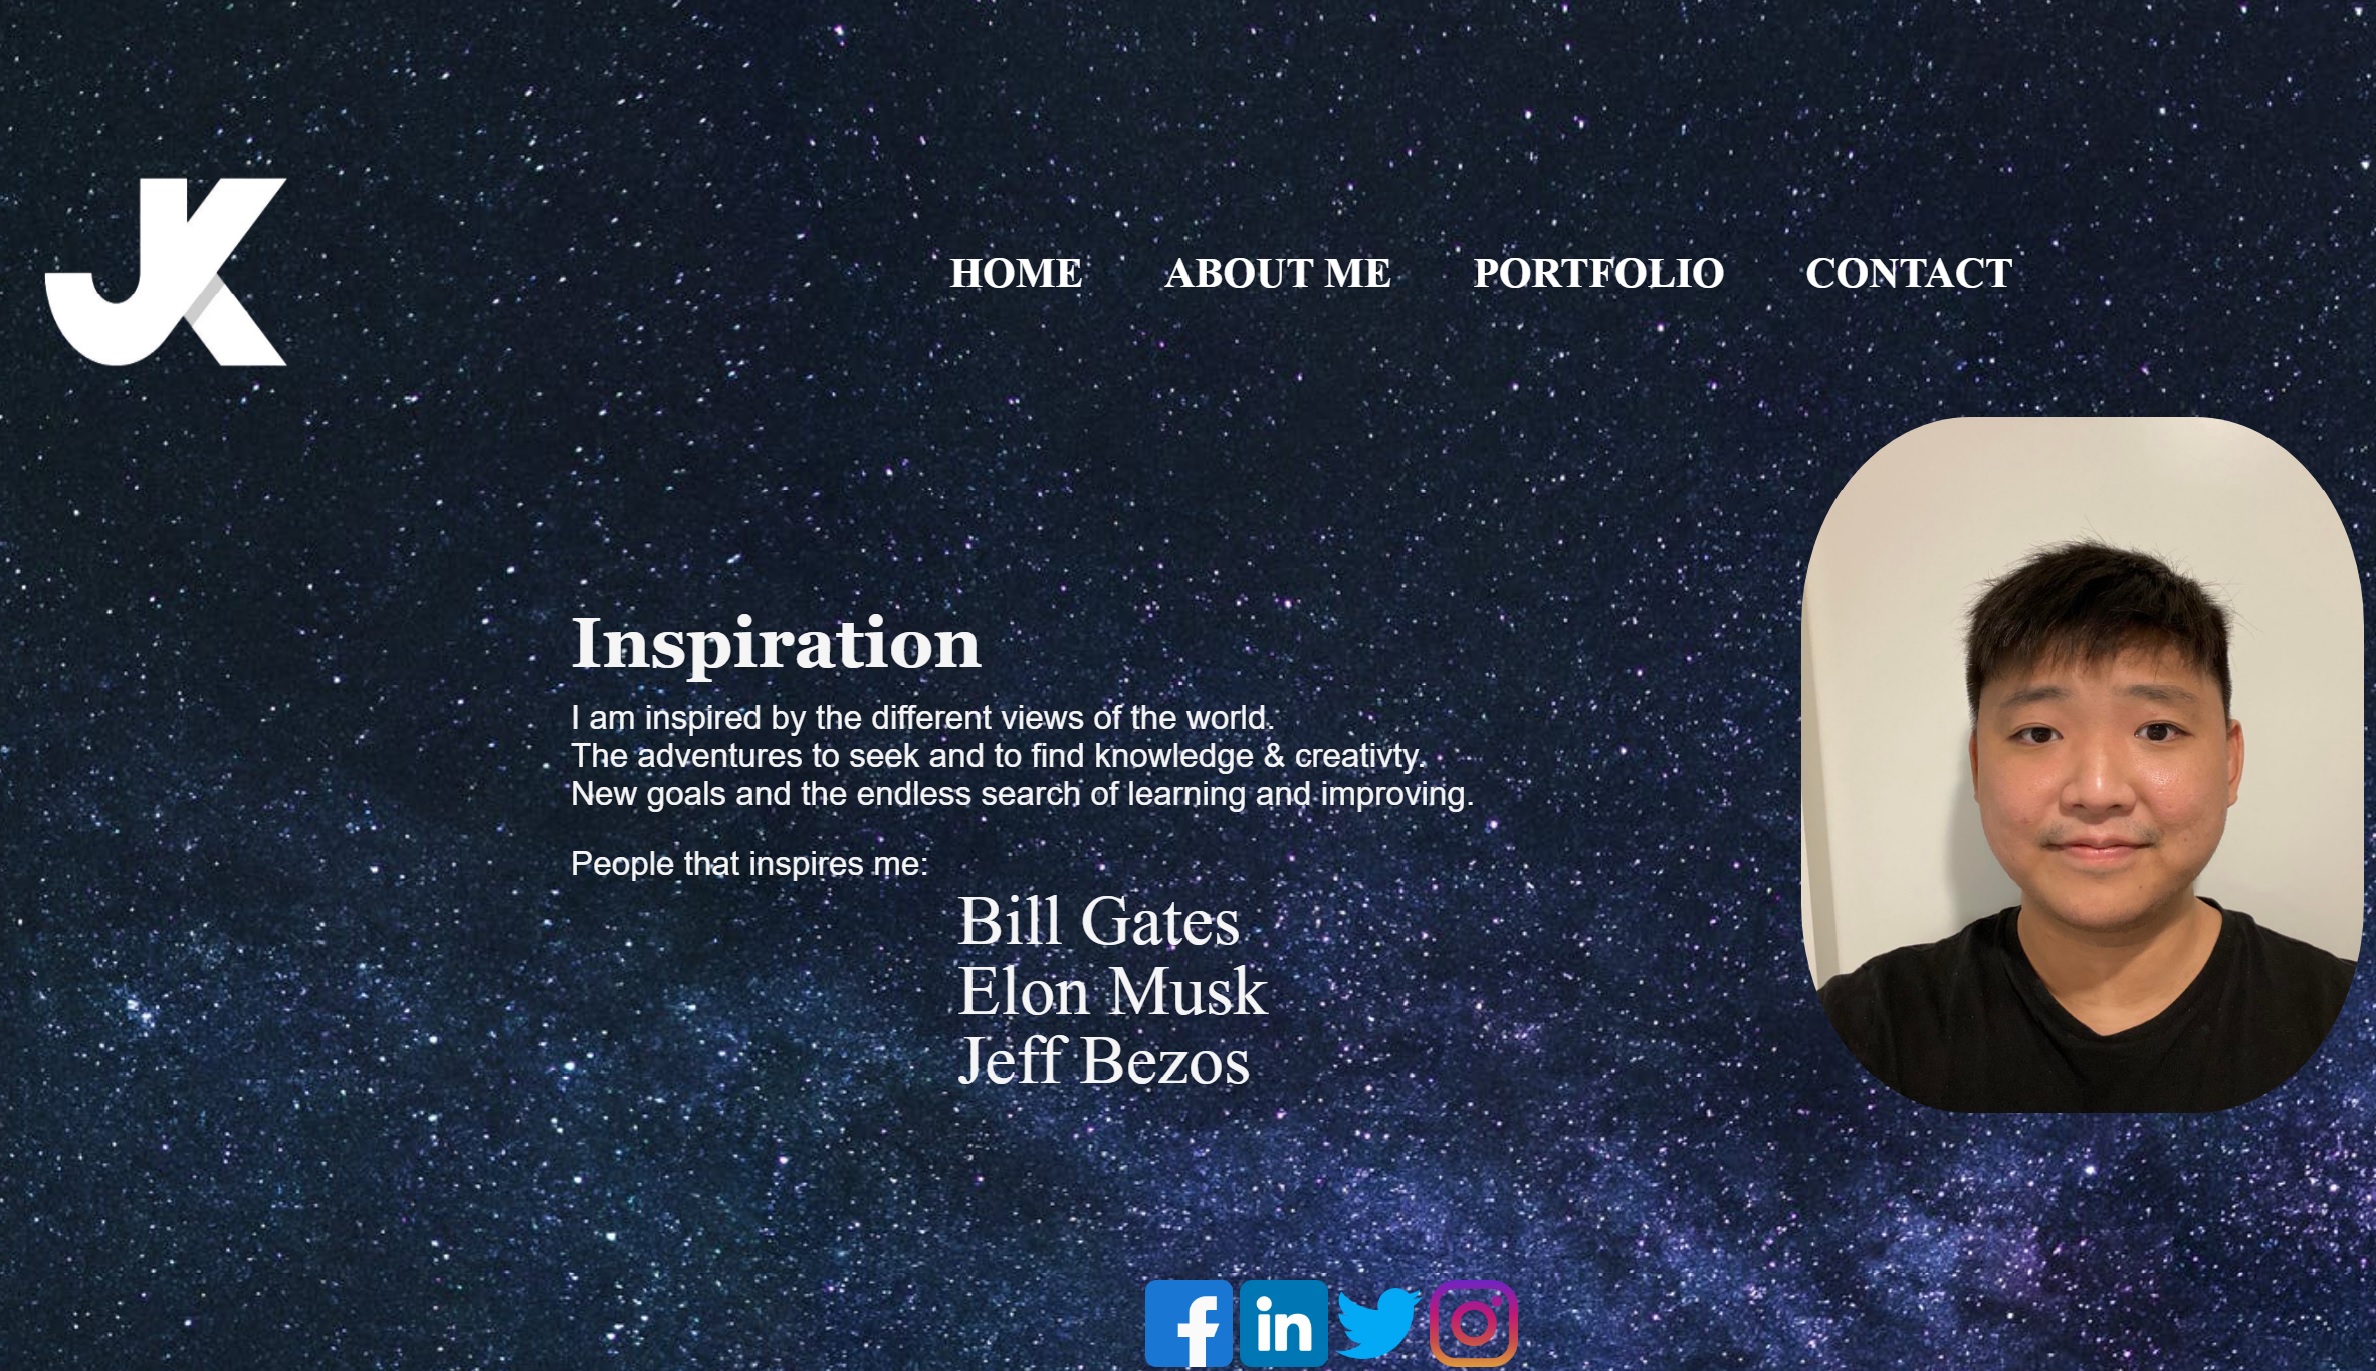 JK
HOME ABOUT ME PORTFOLIO CONTACT
Inspiration
I am inspired by the different views of the world.
The adventures to seek and to find knowledge & creativty.
New goals and the endless search of learning and improving.
People that inspires me:
Bill Gates
Elon Musk
Jeff Bezos
f in